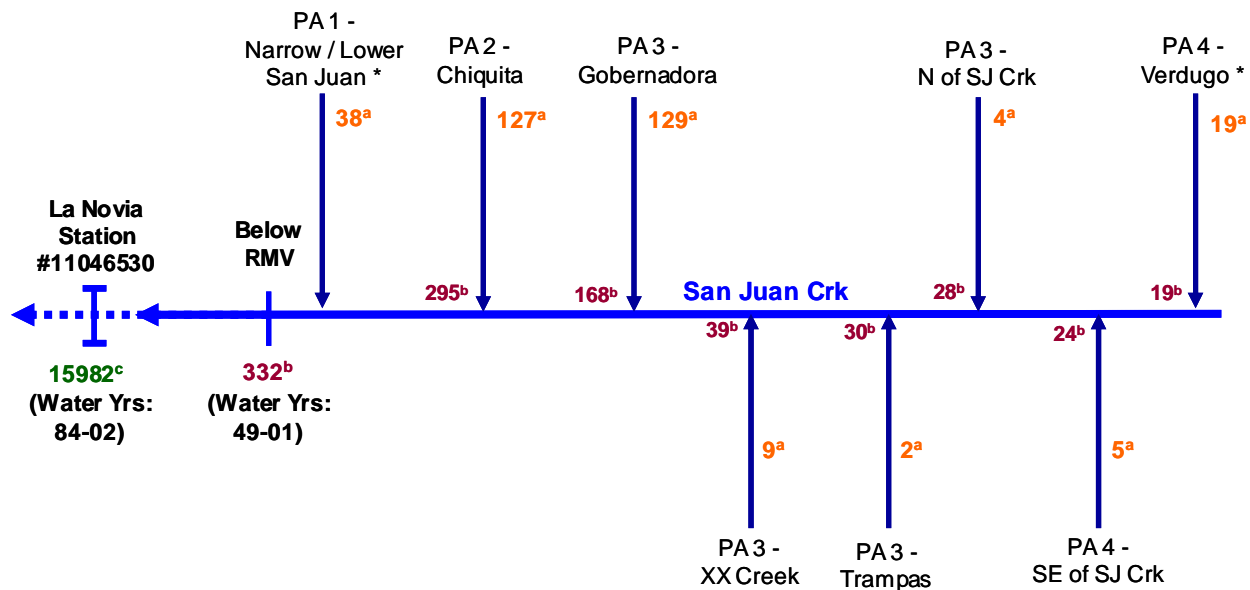 PA 1 -
Narrow / Lower
San Juan *
38ᵃ
PA 2 -
Chiquita
127ᵃ
PA 3 -
Gobernadora
129ᵃ
PA 3 -
N of SJ Crk
4ᵃ
PA 4 -
Verdugo *
19ᵃ
La Novia
Station
#11046530
Below
RMV
295ᵇ
168ᵇ
San Juan Crk
28ᵇ
19ᵇ
39ᵇ
30ᵇ
24ᵇ
15982ᶜ
(Water Yrs:
84-02)
332ᵇ
(Water Yrs:
49-01)
9ᵃ
2ᵃ
5ᵃ
PA 3 -
XX Creek
PA 3 -
Trampas
PA 4 -
SE of SJ Crk